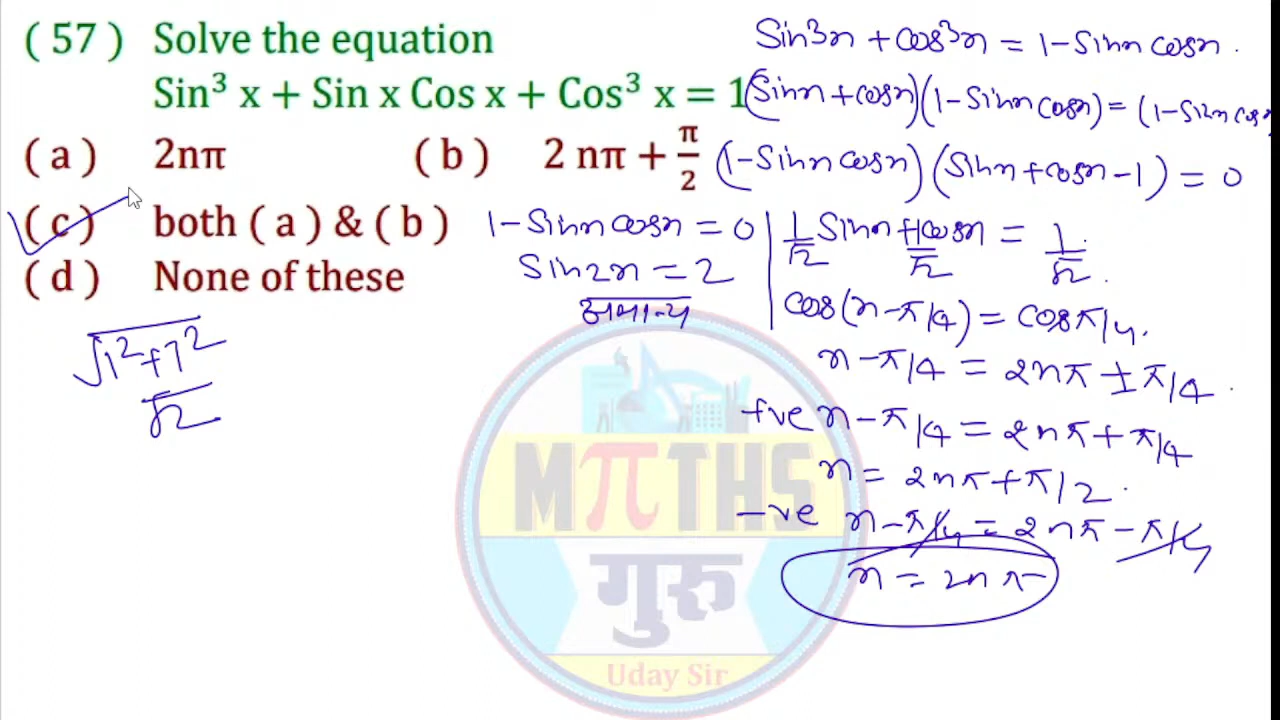 ( 57 ) Solve the equation
Sin³ x + Sin x Cos x + Cos³ x = 1
( a ) 2nπ ( b ) 2 nπ + π/2
( c ) both ( a ) & ( b )
( d ) None of these
√1²+1²
√2
Sin³x + cos³x = 1 - Sinx cosx .
(Sinx + cosx)(1 - Sinx cosx) = (1 - Sinx cosx
(1 - Sinx cosx) (Sinx + cosx - 1) = 0
1 - Sinx cosx = 0
Sin2x = 2
अमान्य
1/√2 Sinx + 1/√2 cosx = 1/√2 .
cos(x - π/4) = cosπ/4 .
x - π/4 = 2nπ ± π/4 .
+ve x - π/4 = 2nπ + π/4
x = 2nπ + π/2 .
-ve x - π/4 = 2nπ - π/4
x = 2nπ
MπTHS
गुरु
Uday Sir